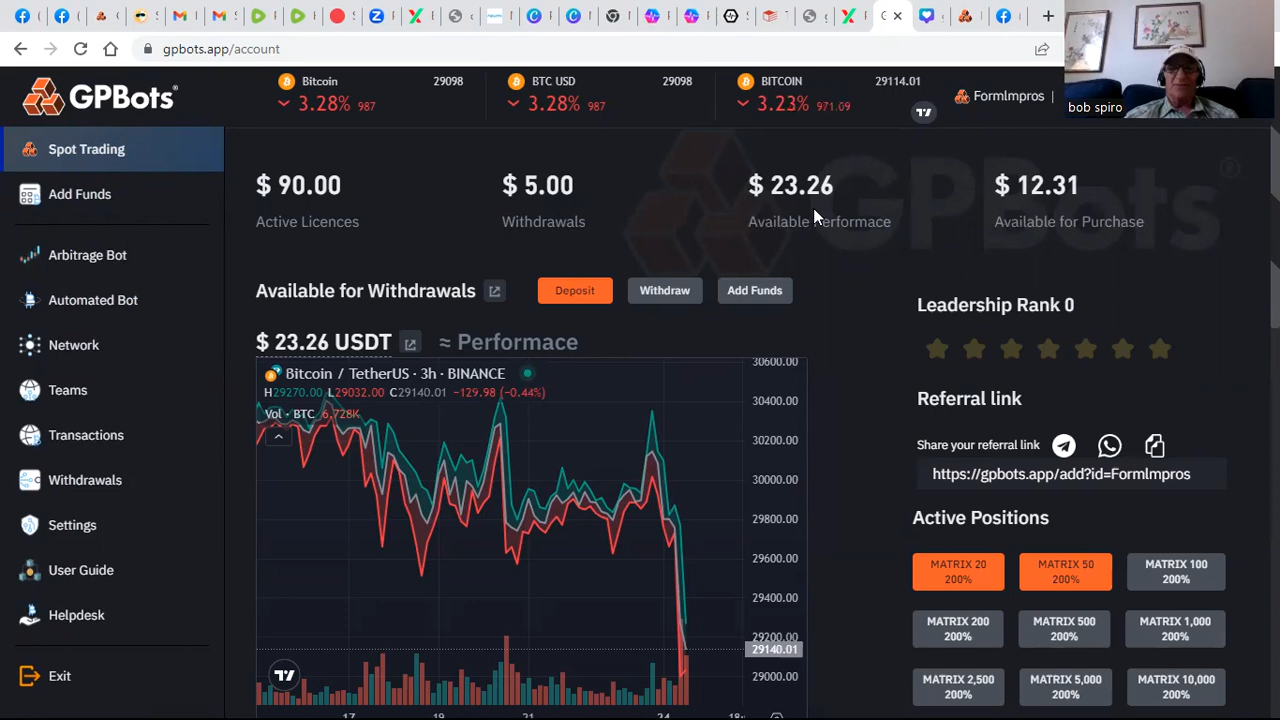 gpbots.app/account
GPBots
Bitcoin 29098
3.28% 987
BTC USD 29098
3.28% 987
BITCOIN 29114.01
3.23% 971.09
Formlmpros |
bob spiro
Spot Trading
Add Funds
Arbitrage Bot
Automated Bot
Network
Teams
Transactions
Withdrawals
Settings
User Guide
Helpdesk
Exit
$ 90.00
Active Licences
$ 5.00
Withdrawals
$ 23.26
Available Performace
$ 12.31
Available for Purchase
GPBots
Available for Withdrawals
Deposit
Withdraw
Add Funds
$ 23.26 USDT ≈ Performace
Bitcoin / TetherUS · 3h · BINANCE
H29270.00 L29032.00 C29140.01 −129.98 (−0.44%)
Vol · BTC 6,728K
30600.00
30400.00
30200.00
30000.00
29800.00
29600.00
29400.00
29200.00
29140.01
29000.00
17 19 21 24 18:
Leadership Rank 0
Referral link
Share your referral link
https://gpbots.app/add?id=Formlmpros
Active Positions
MATRIX 20
200%
MATRIX 50
200%
MATRIX 100
200%
MATRIX 200
200%
MATRIX 500
200%
MATRIX 1,000
200%
MATRIX 2,500
200%
MATRIX 5,000
200%
MATRIX 10,000
200%